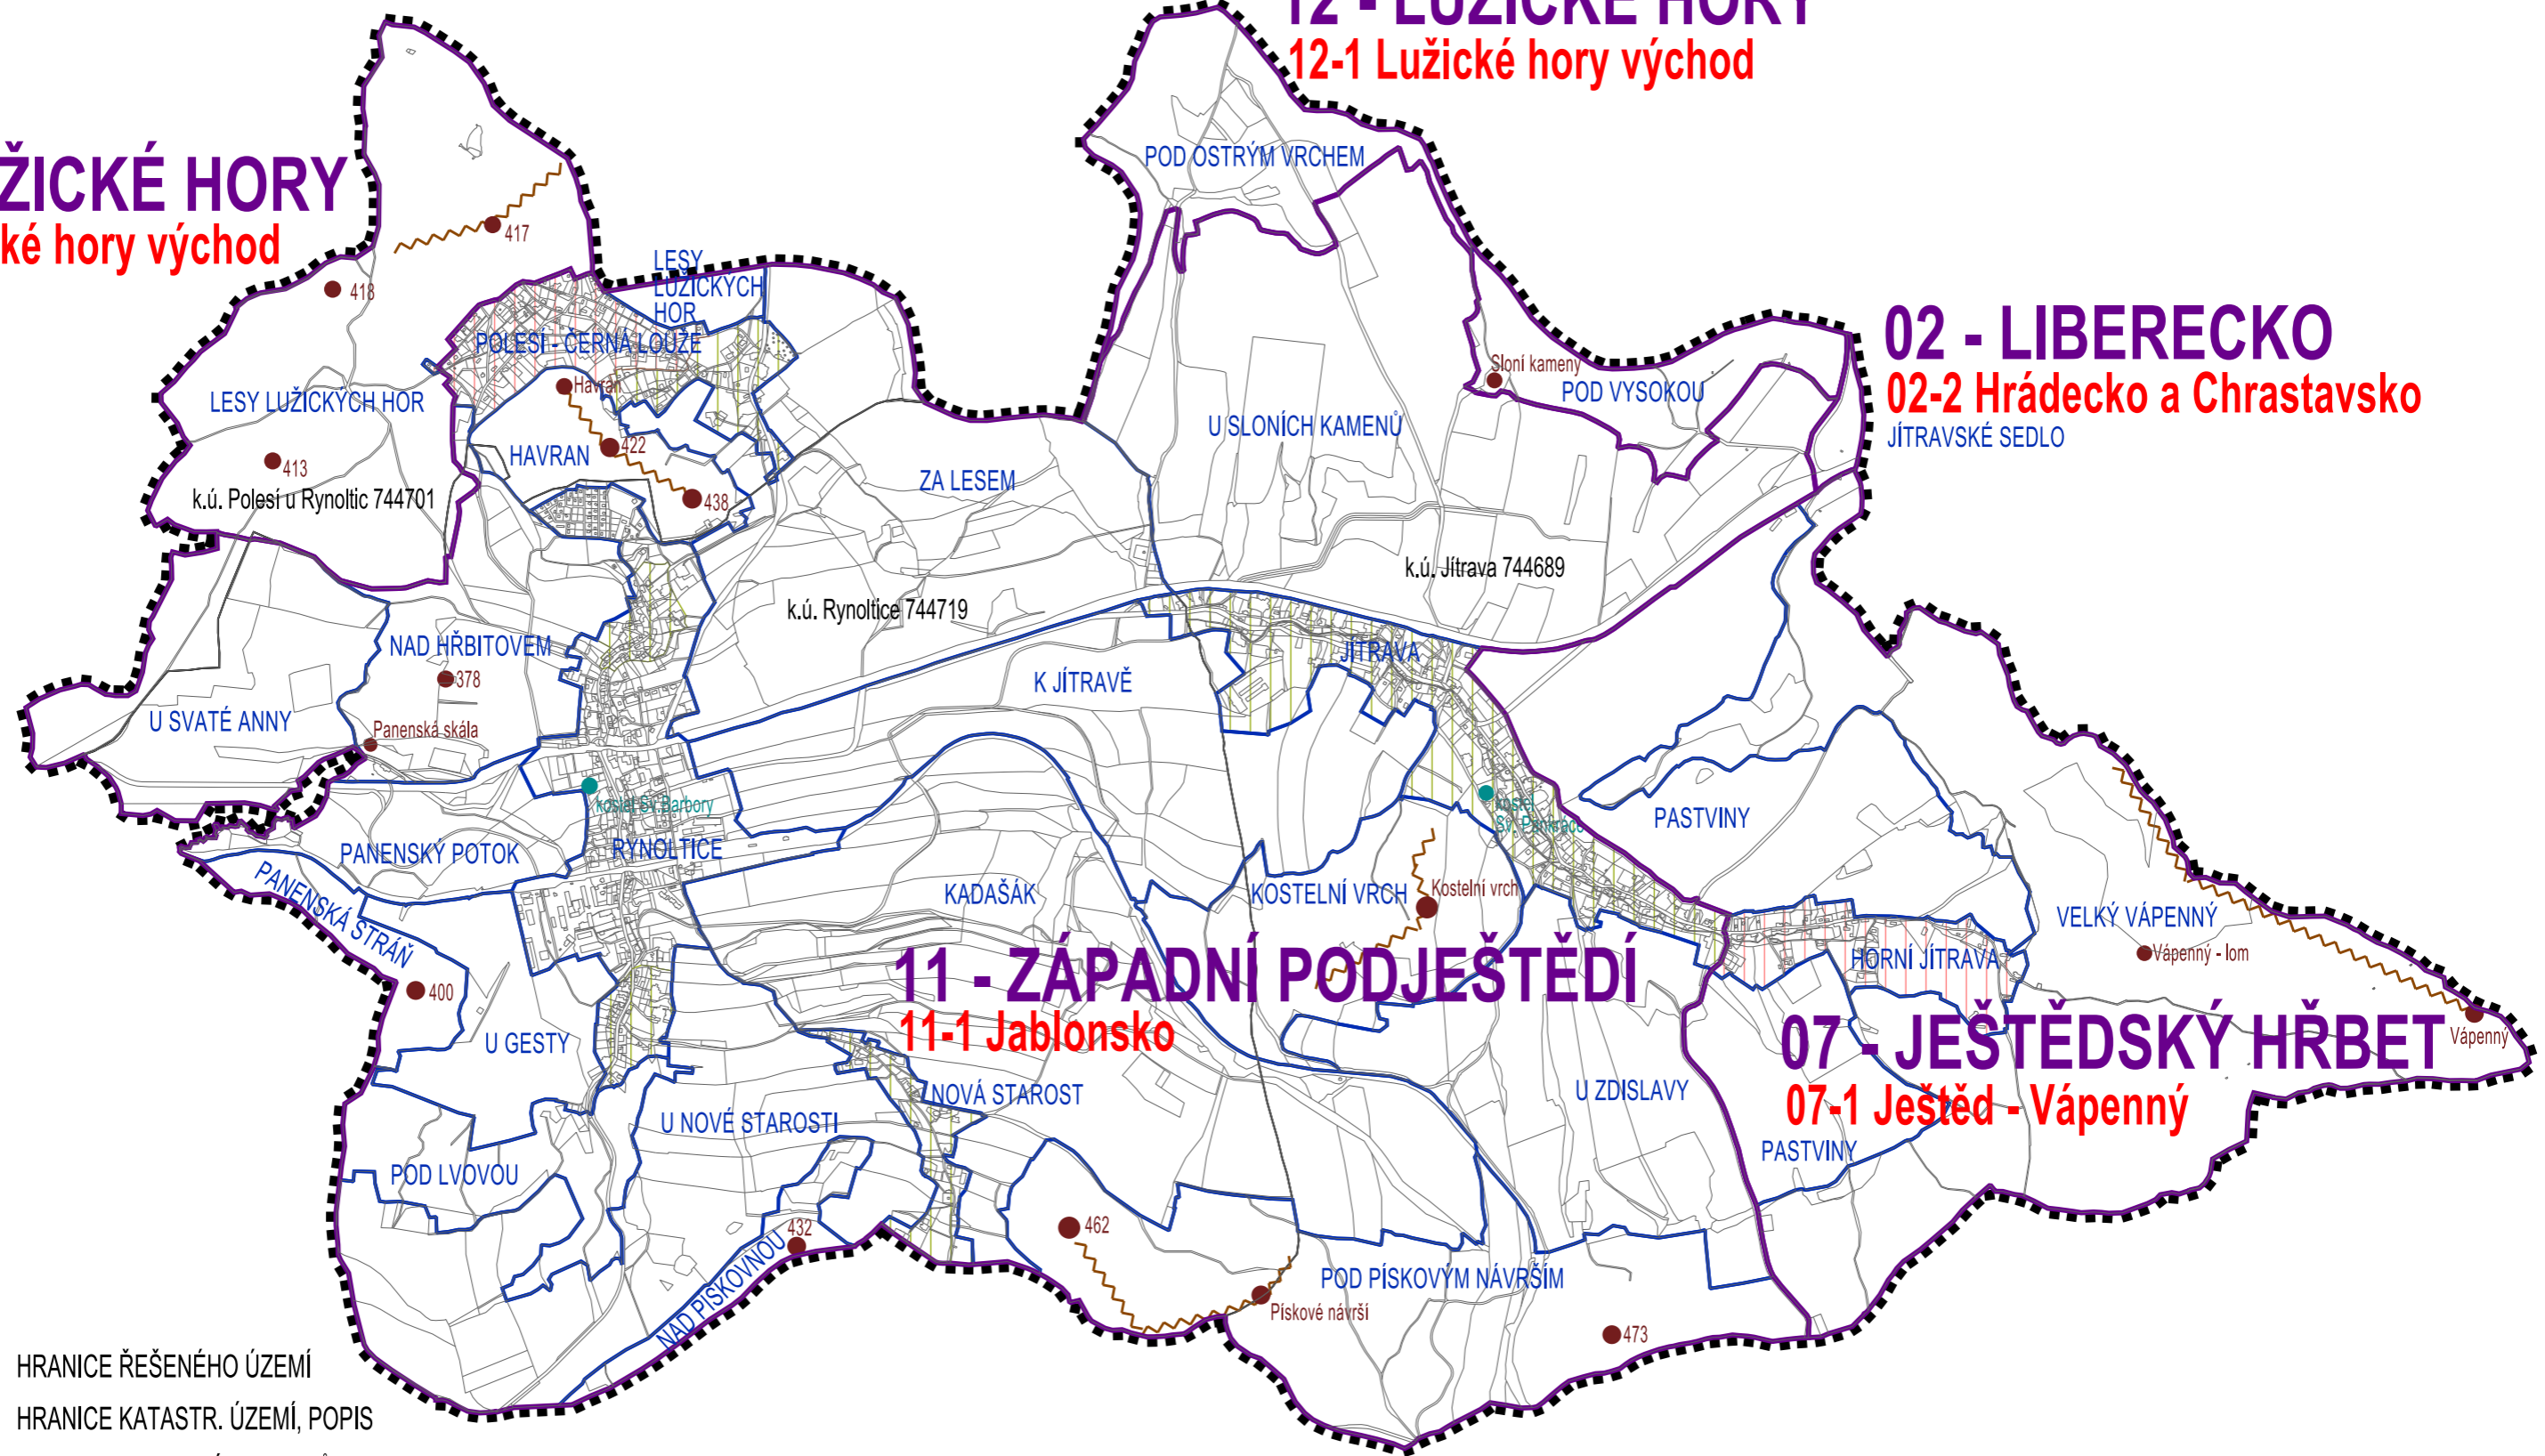 12 - LUŽICKÉ HORY
12-1 Lužické hory východ
ŽICKÉ HORY
ké hory východ
POD OSTRÝM VRCHEM
417
418
LESY
LUŽICKÝCH
HOR
POLESÍ - ČERNÁ LOUŽE
02 - LIBERECKO
02-2 Hrádecko a Chrastavsko
JÍTRAVSKÉ SEDLO
Sloní kameny
POD VYSOKOU
Havran
LESY LUŽICKÝCH HOR
U SLONÍCH KAMENŮ
422
HAVRAN
413
ZA LESEM
438
k.ú. Polesí u Rynoltic 744701
k.ú. Jítrava 744689
k.ú. Rynoltice 744719
NAD HŘBITOVEM
JÍTRAVA
378
K JÍTRAVĚ
U SVATÉ ANNY
Panenská skála
kostel Sv.Barbory
kostel
Sv. Pankráce
PASTVINY
PANENSKÝ POTOK
RYNOLTICE
PANENSKÁ STRÁŇ
KADAŠÁK
KOSTELNÍ VRCH
Kostelní vrch
VELKÝ VÁPENNÝ
Vápenný - lom
HORNÍ JÍTRAVA
11 - ZÁPADNÍ PODJEŠTĚDÍ
11-1 Jablonsko
400
U GESTY
07 - JEŠTĚDSKÝ HŘBET
Vápenný
07-1 Ještěd - Vápenný
U ZDISLAVY
NOVÁ STAROST
U NOVÉ STAROSTI
PASTVINY
POD LVOVOU
432
462
NAD PÍSKOVNOU
POD PÍSKOVÝM NÁVRŠÍM
Pískové návrší
473
HRANICE ŘEŠENÉHO ÚZEMÍ
HRANICE KATASTR. ÚZEMÍ, POPIS